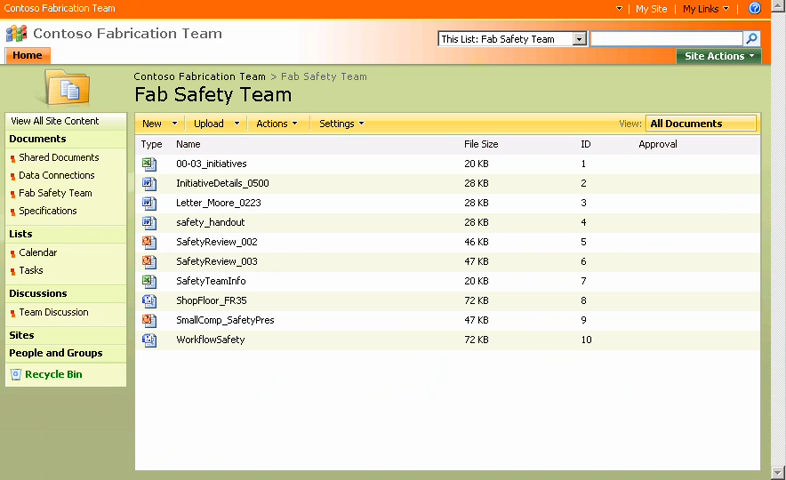 Contoso Fabrication Team
My Site
My Links
Contoso Fabrication Team
This List: Fab Safety Team
Home
Site Actions
Contoso Fabrication Team > Fab Safety Team
Fab Safety Team
View All Site Content
Documents
Shared Documents
Data Connections
Fab Safety Team
Specifications
Lists
Calendar
Tasks
Discussions
Team Discussion
Sites
People and Groups
Recycle Bin
New Upload Actions Settings View: All Documents
Type Name File Size ID Approval
00-03_initiatives 20 KB 1
InitiativeDetails_0500 28 KB 2
Letter_Moore_0223 28 KB 3
safety_handout 28 KB 4
SafetyReview_002 46 KB 5
SafetyReview_003 47 KB 6
SafetyTeamInfo 20 KB 7
ShopFloor_FR35 72 KB 8
SmallComp_SafetyPres 47 KB 9
WorkflowSafety 72 KB 10